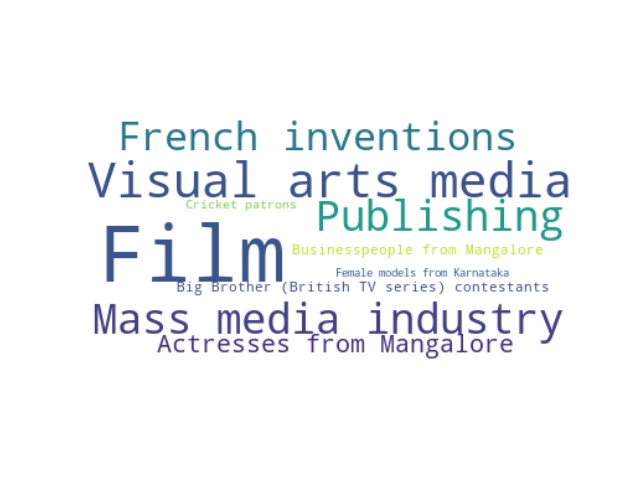 French inventions
Visual arts media
Cricket patrons
Publishing
Film
Businesspeople from Mangalore
Female models from Karnataka
Big Brother (British TV series) contestants
Mass media industry
Actresses from Mangalore